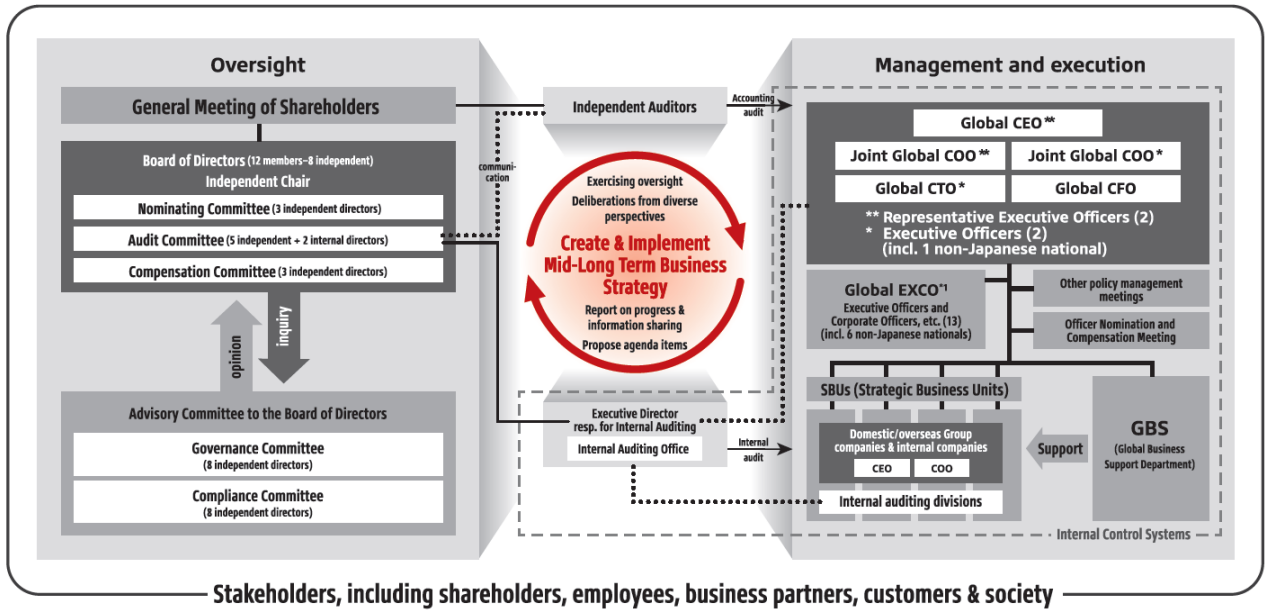 Oversight
General Meeting of Shareholders
Board of Directors (12 members–8 independent)
Independent Chair
Nominating Committee (3 independent directors)
Audit Committee (5 independent + 2 internal directors)
Compensation Committee (3 independent directors)
opinion
inquiry
Advisory Committee to the Board of Directors
Governance Committee
(8 independent directors)
Compliance Committee
(8 independent directors)
Independent Auditors
Accounting
audit
communi-
cation
Exercising oversight
Deliberations from diverse
perspectives
Create & Implement
Mid-Long Term Business
Strategy
Report on progress &
information sharing
Propose agenda items
Executive Director
resp. for Internal Auditing
Internal Auditing Office
Internal
audit
Management and execution
Global CEO**
Joint Global COO**
Joint Global COO*
Global CTO*
Global CFO
** Representative Executive Officers (2)
* Executive Officers (2)
(incl. 1 non-Japanese national)
Global EXCO*1
Executive Officers and
Corporate Officers, etc. (13)
(incl. 6 non-Japanese nationals)
Other policy management
meetings
Officer Nomination and
Compensation Meeting
SBUs (Strategic Business Units)
Domestic/overseas Group
companies & internal companies
CEO
COO
Internal auditing divisions
Support
GBS
(Global Business
Support Department)
Internal Control Systems
Stakeholders, including shareholders, employees, business partners, customers & society